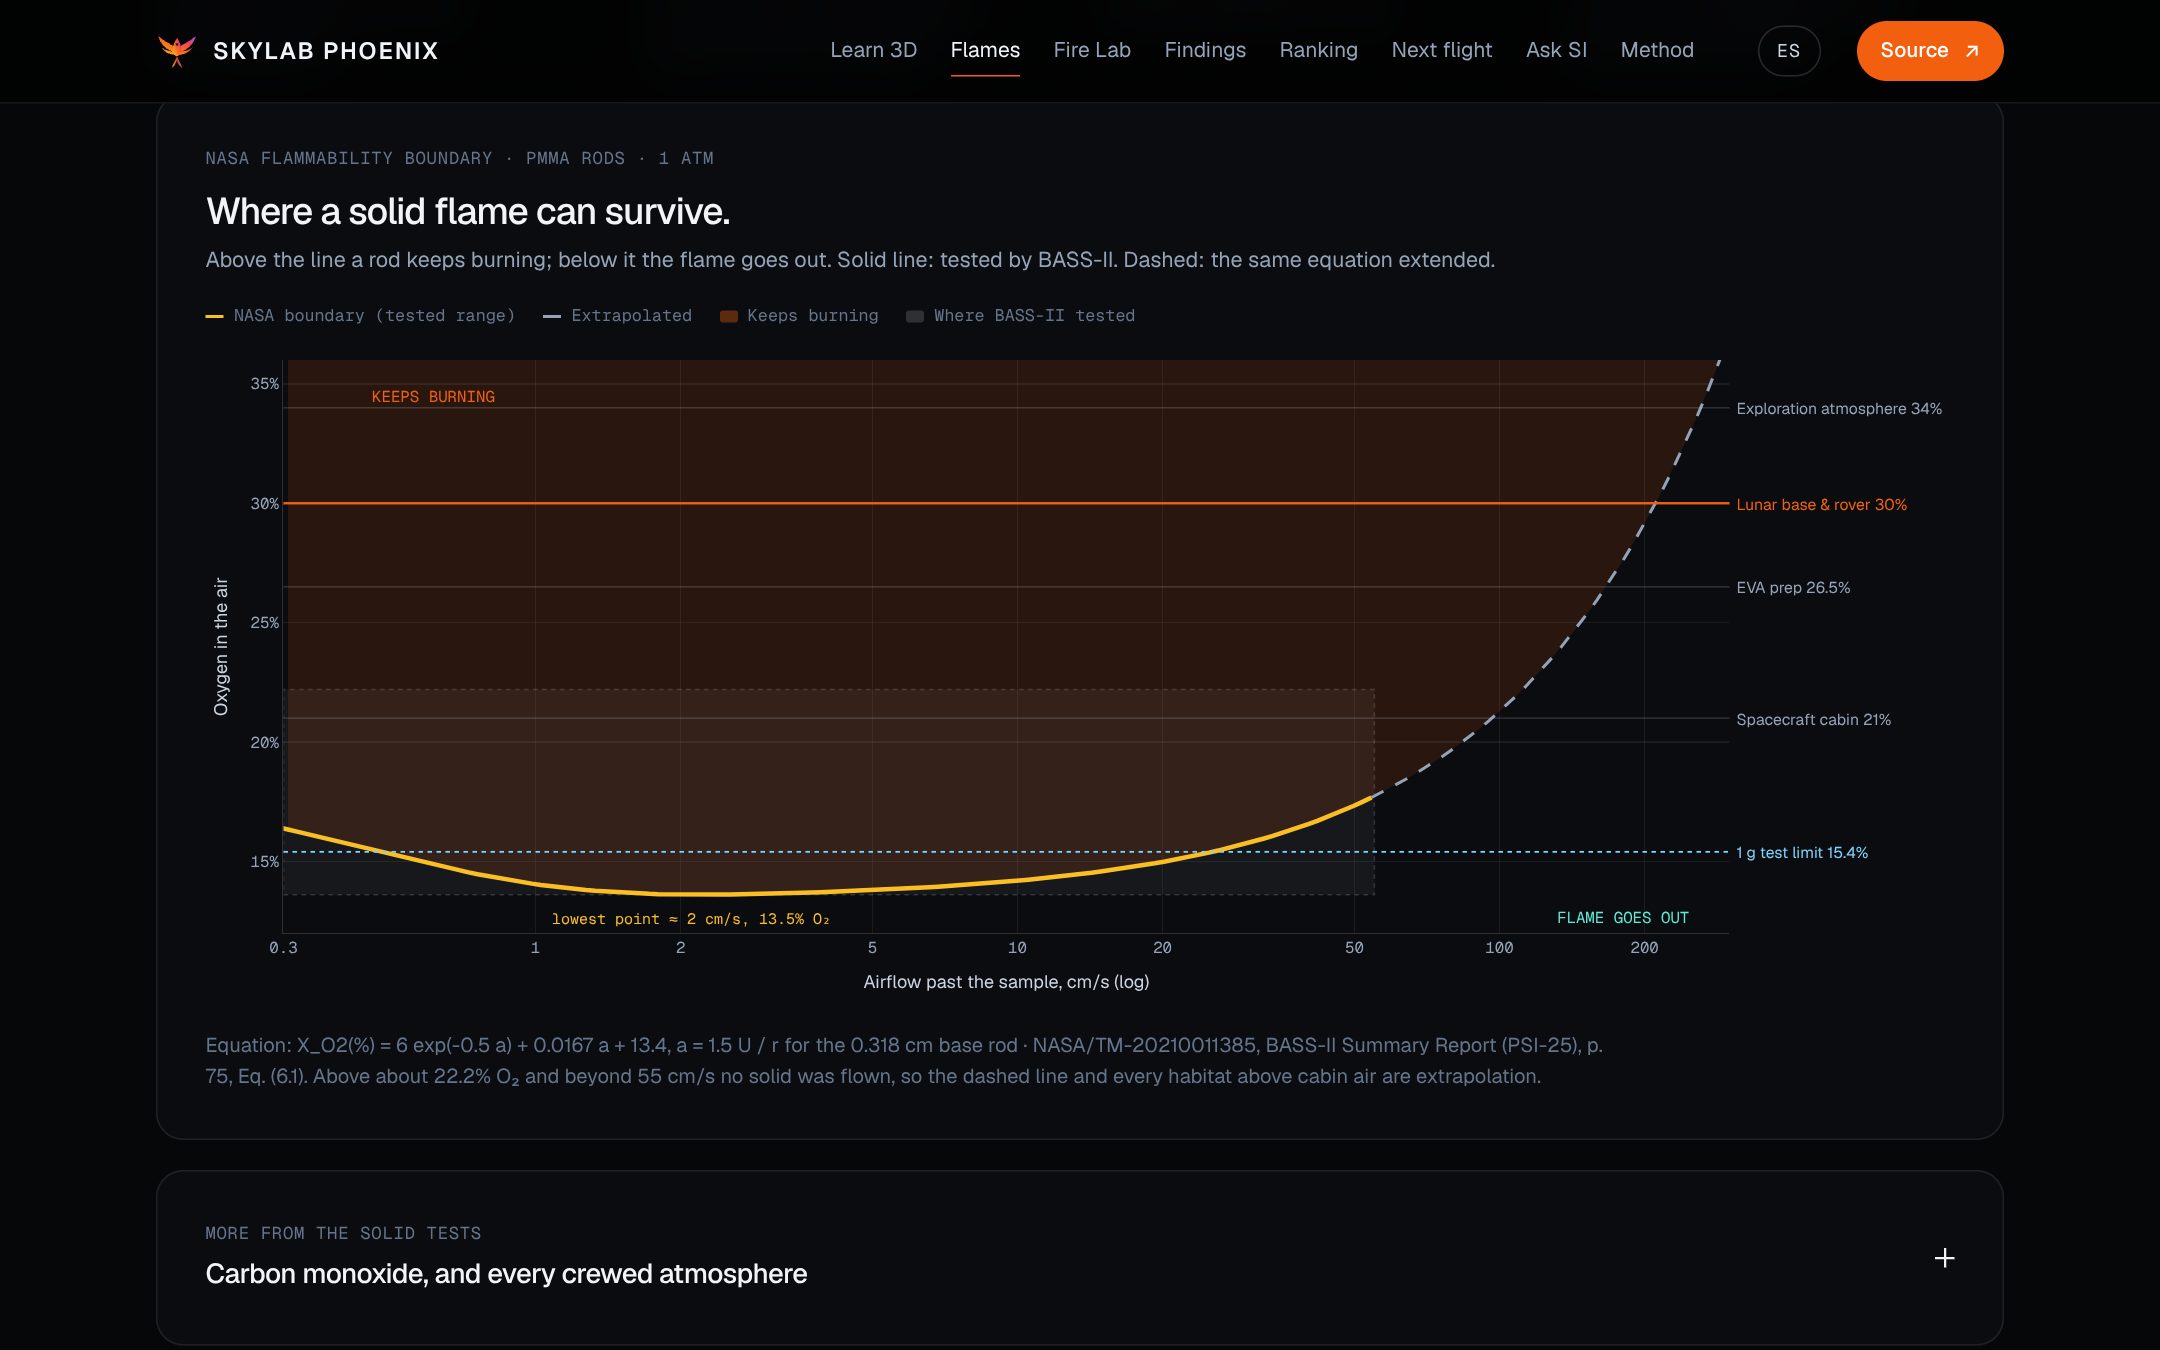 SKYLAB PHOENIX
Learn 3D
Flames
Fire Lab
Findings
Ranking
Next flight
Ask SI
Method
ES
Source
NASA FLAMMABILITY BOUNDARY · PMMA RODS · 1 ATM
Where a solid flame can survive.
Above the line a rod keeps burning; below it the flame goes out. Solid line: tested by BASS-II. Dashed: the same equation extended.
NASA boundary (tested range)
Extrapolated
Keeps burning
Where BASS-II tested
35%
KEEPS BURNING
Exploration atmosphere 34%
30%
Lunar base & rover 30%
EVA prep 26.5%
25%
Oxygen in the air
Spacecraft cabin 21%
20%
15%
1 g test limit 15.4%
lowest point ≈ 2 cm/s, 13.5% O₂
FLAME GOES OUT
0.3
1
2
5
10
20
50
100
200
Airflow past the sample, cm/s (log)
Equation: X_O2(%) = 6 exp(-0.5 a) + 0.0167 a + 13.4, a = 1.5 U / r for the 0.318 cm base rod · NASA/TM-20210011385, BASS-II Summary Report (PSI-25), p.
75, Eq. (6.1). Above about 22.2% O₂ and beyond 55 cm/s no solid was flown, so the dashed line and every habitat above cabin air are extrapolation.
MORE FROM THE SOLID TESTS
Carbon monoxide, and every crewed atmosphere